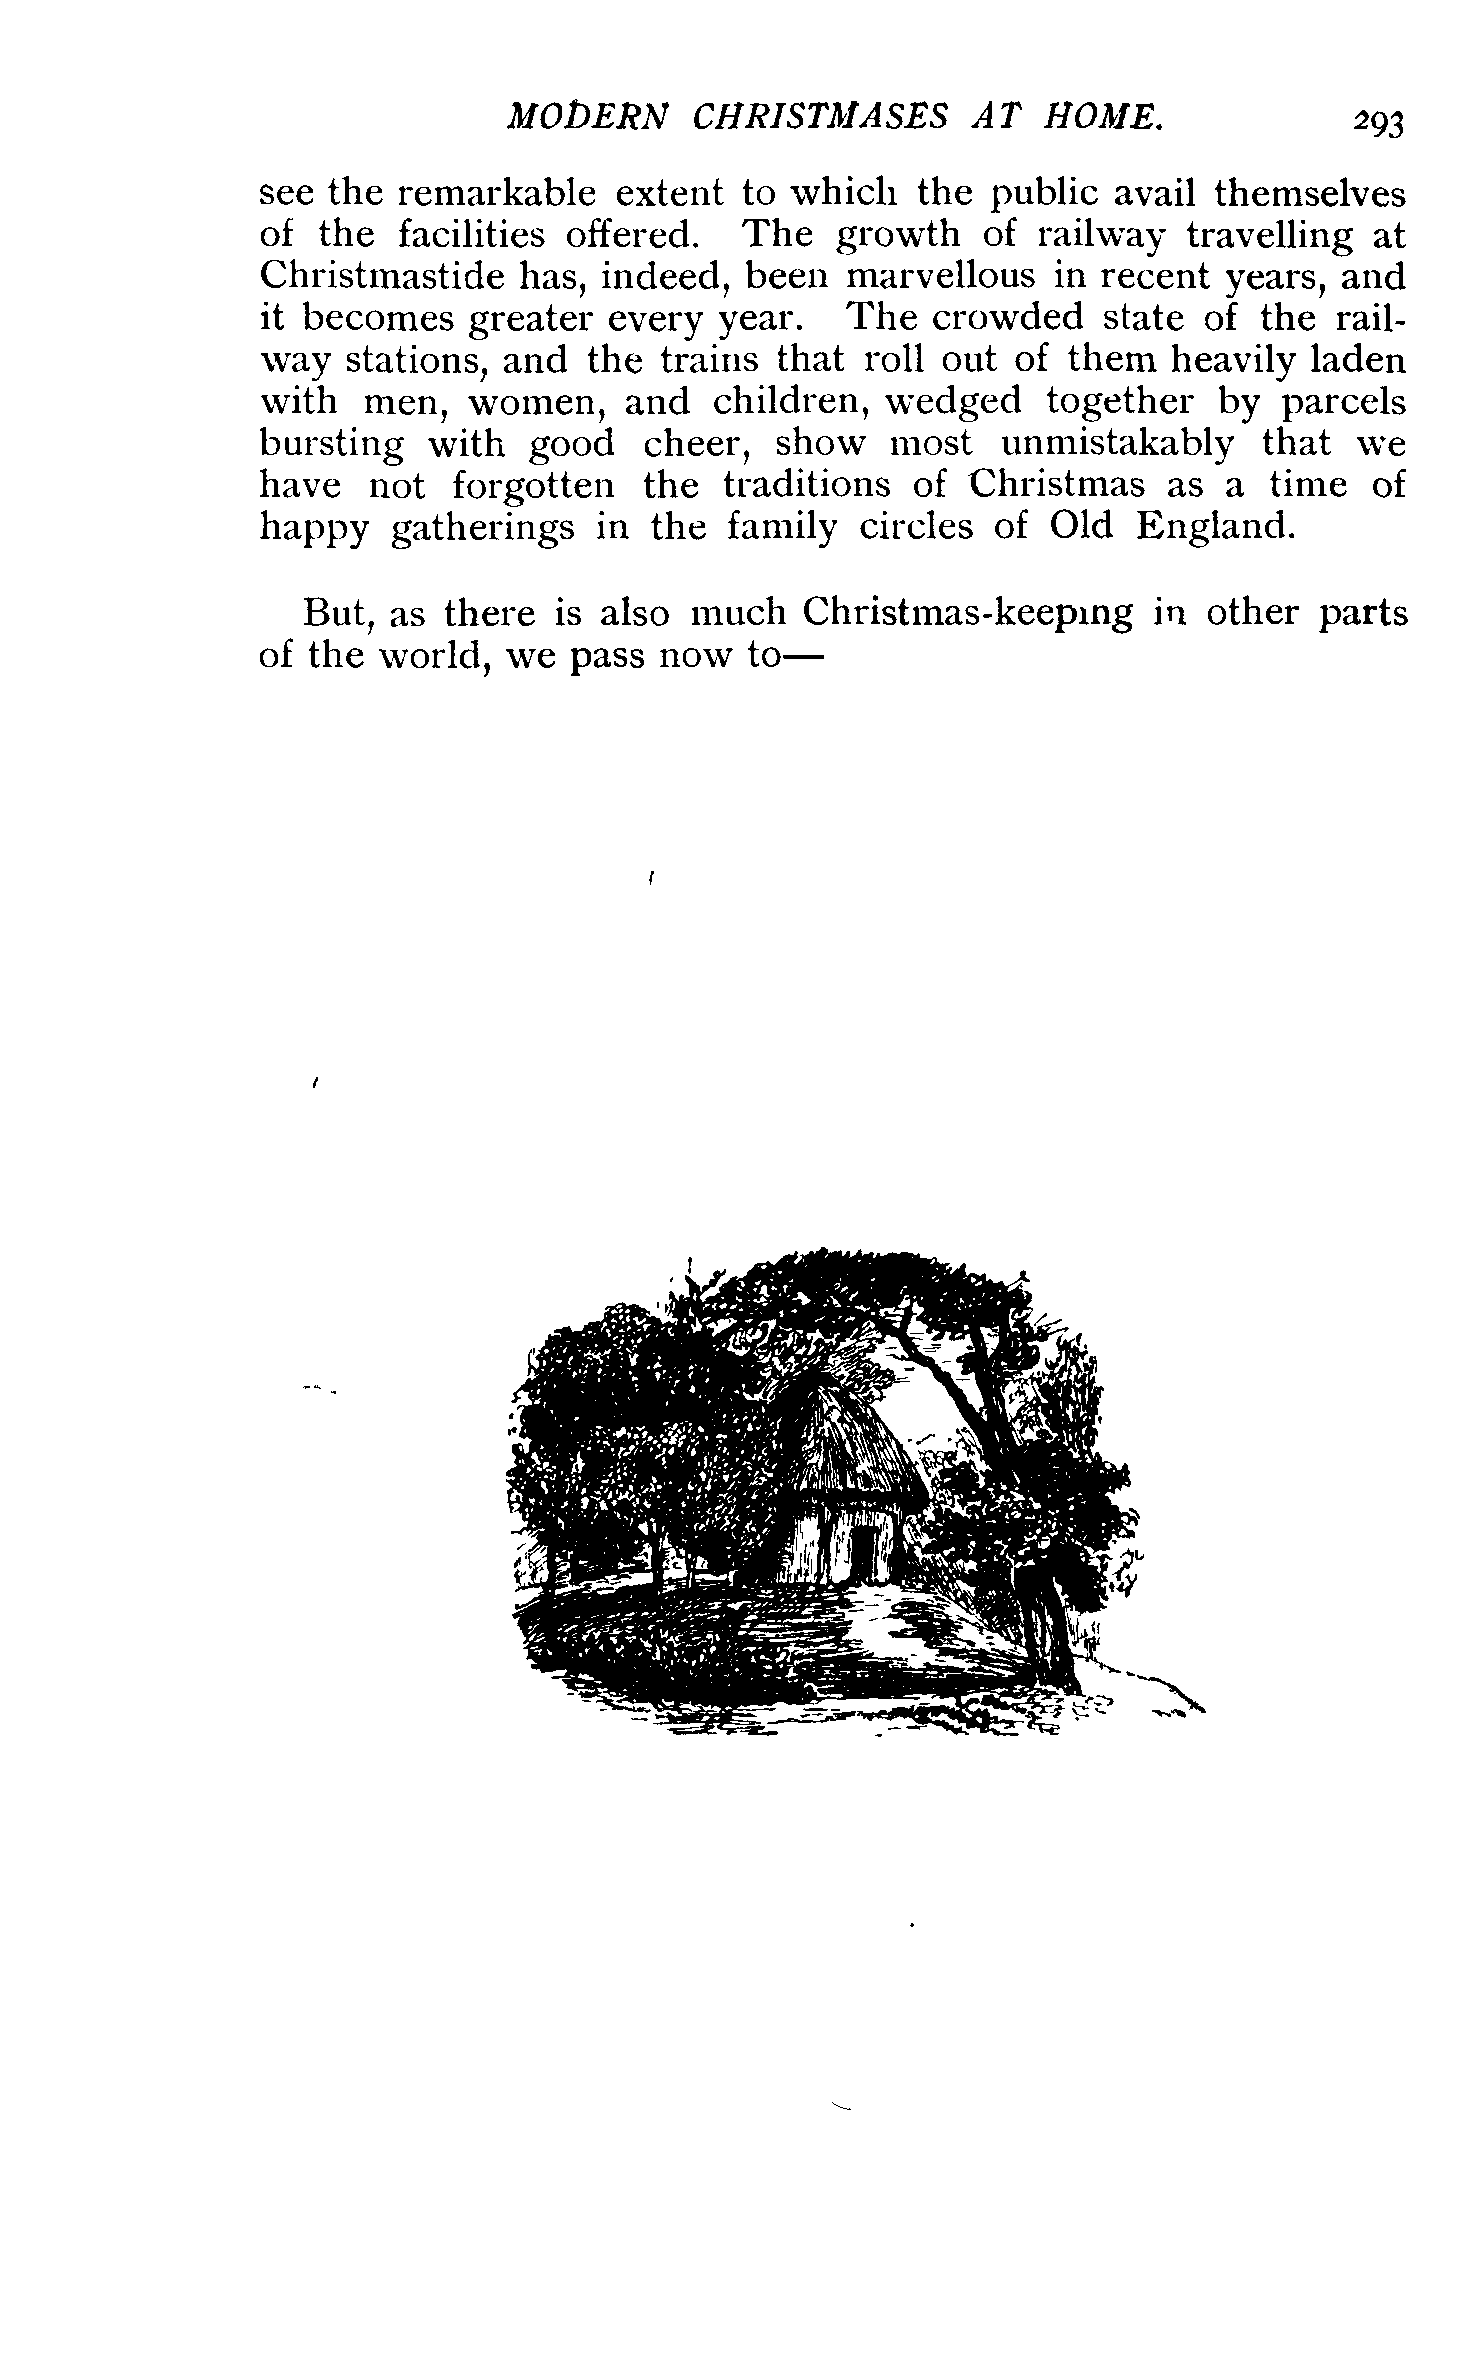 MODERN CHRISTMASES AT HOME. 293
see the remarkable extent to which the public avail themselves
of the facilities offered. The growth of railway travelling at
Christmastide has, indeed, been marvellous in recent years, and
it becomes greater every year. The crowded state of the rail-
way stations, and the trains that roll out of them heavily laden
with men, women, and children, wedged together by parcels
bursting with good cheer, show most unmistakably that we
have not forgotten the traditions of Christmas as a time of
happy gatherings in the family circles of Old England.
But, as there is also much Christmas-keeping in other parts
of the world, we pass now to—